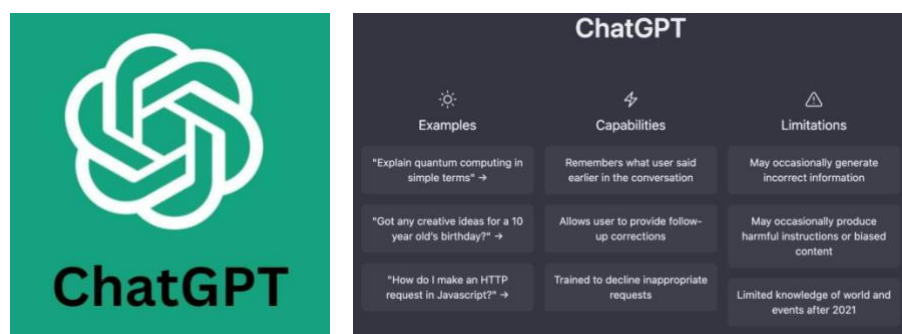 ChatGPT
ChatGPT
Examples
Capabilities
Limitations
"Explain quantum computing in
simple terms" →
Remembers what user said
earlier in the conversation
May occasionally generate
incorrect information
"Got any creative ideas for a 10
year old's birthday?" →
Allows user to provide follow-
up corrections
May occasionally produce
harmful instructions or biased
content
"How do I make an HTTP
request in Javascript?" →
Trained to decline inappropriate
requests
Limited knowledge of world and
events after 2021